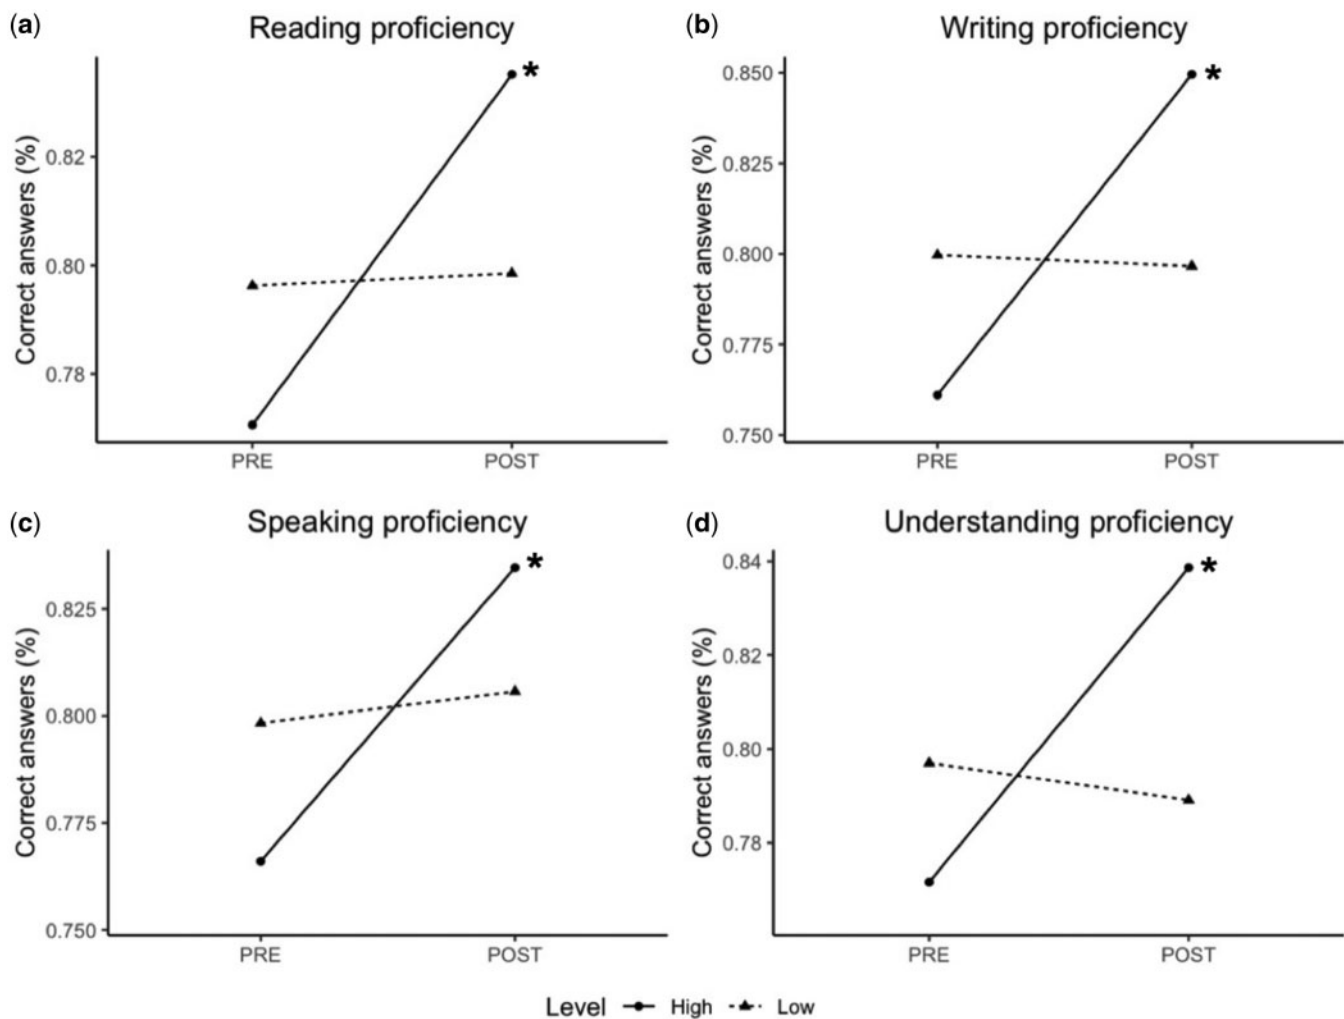 (a) Reading proficiency
Correct answers (%)
0.82
0.80
0.78
PRE POST
(b) Writing proficiency
Correct answers (%)
0.850
0.825
0.800
0.775
0.750
PRE POST
(c) Speaking proficiency
Correct answers (%)
0.825
0.800
0.775
0.750
PRE POST
(d) Understanding proficiency
Correct answers (%)
0.84
0.82
0.80
0.78
PRE POST
Level High Low